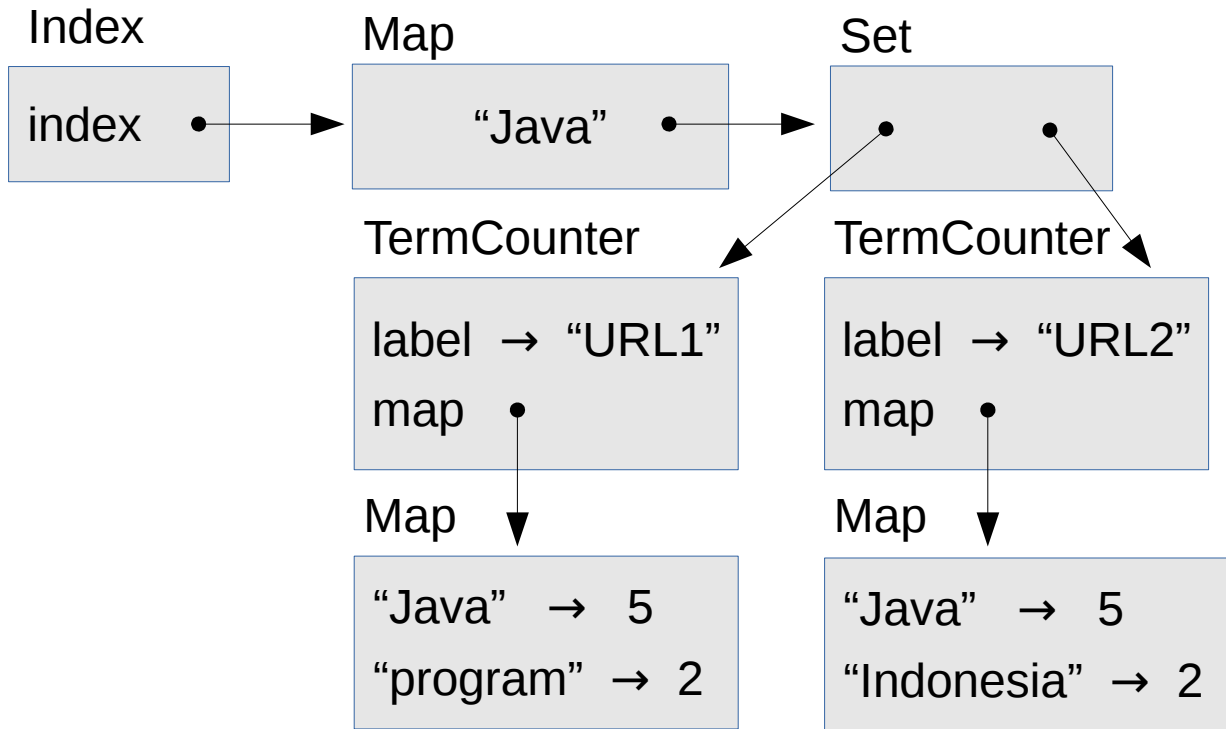 Index
Map
Set
index
“Java”
TermCounter
TermCounter
label → “URL1”
map
label → “URL2”
map
Map
Map
“Java” → 5
“program” → 2
“Java” → 5
“Indonesia” → 2